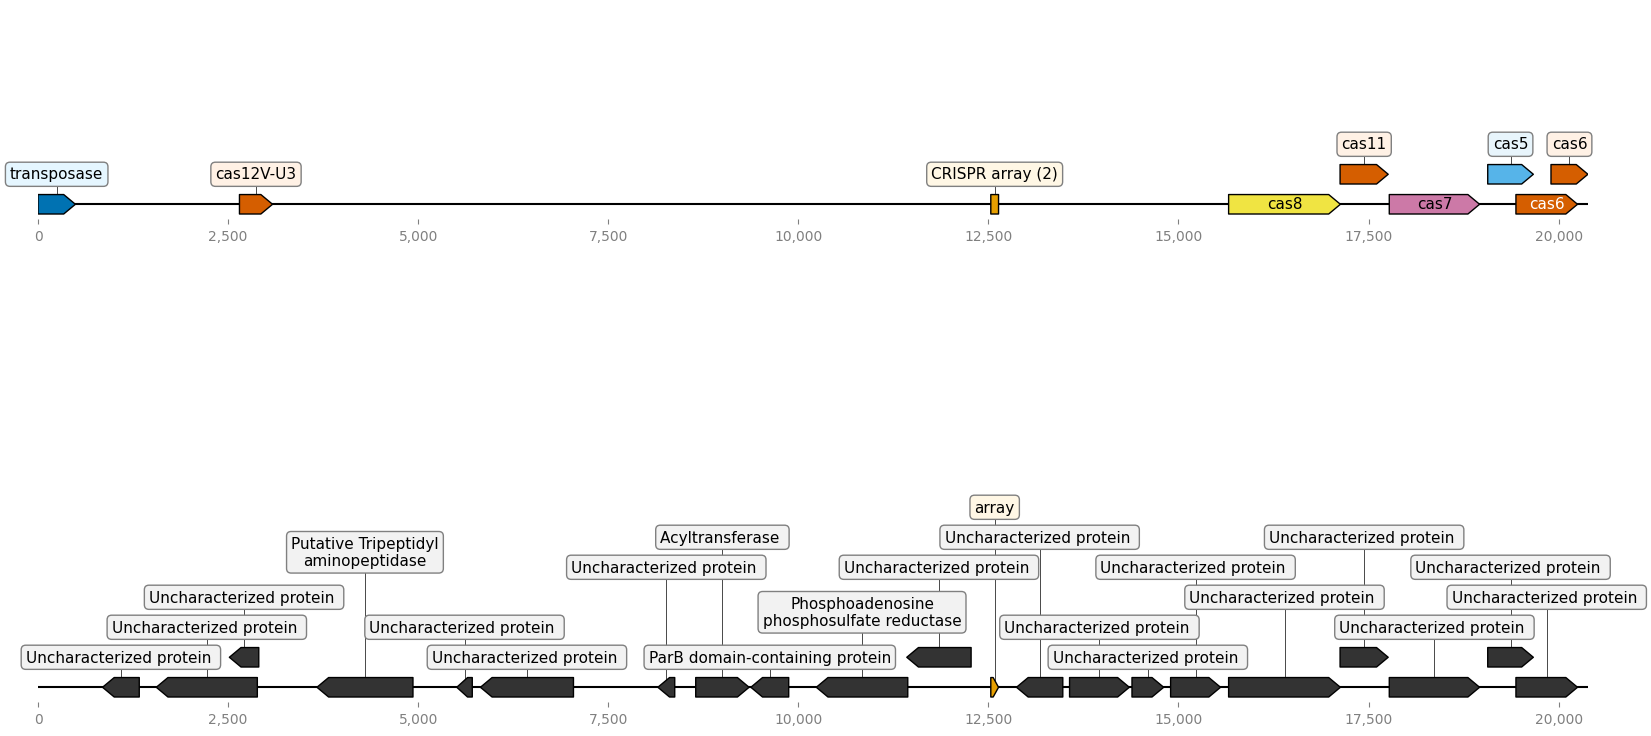 cas11 cas5 cas6
transposase cas12V-U3 CRISPR array (2)
cas8 cas7 cas6
0 2,500 5,000 7,500 10,000 12,500 15,000 17,500 20,000
array
Acyltransferase Uncharacterized protein Uncharacterized protein
Putative Tripeptidyl
aminopeptidase
Uncharacterized protein Uncharacterized protein Uncharacterized protein Uncharacterized protein
Uncharacterized protein Uncharacterized protein Uncharacterized protein
Phosphoadenosine
phosphosulfate reductase
Uncharacterized protein Uncharacterized protein Uncharacterized protein Uncharacterized protein
Uncharacterized protein Uncharacterized protein ParB domain-containing protein Uncharacterized protein
0 2,500 5,000 7,500 10,000 12,500 15,000 17,500 20,000